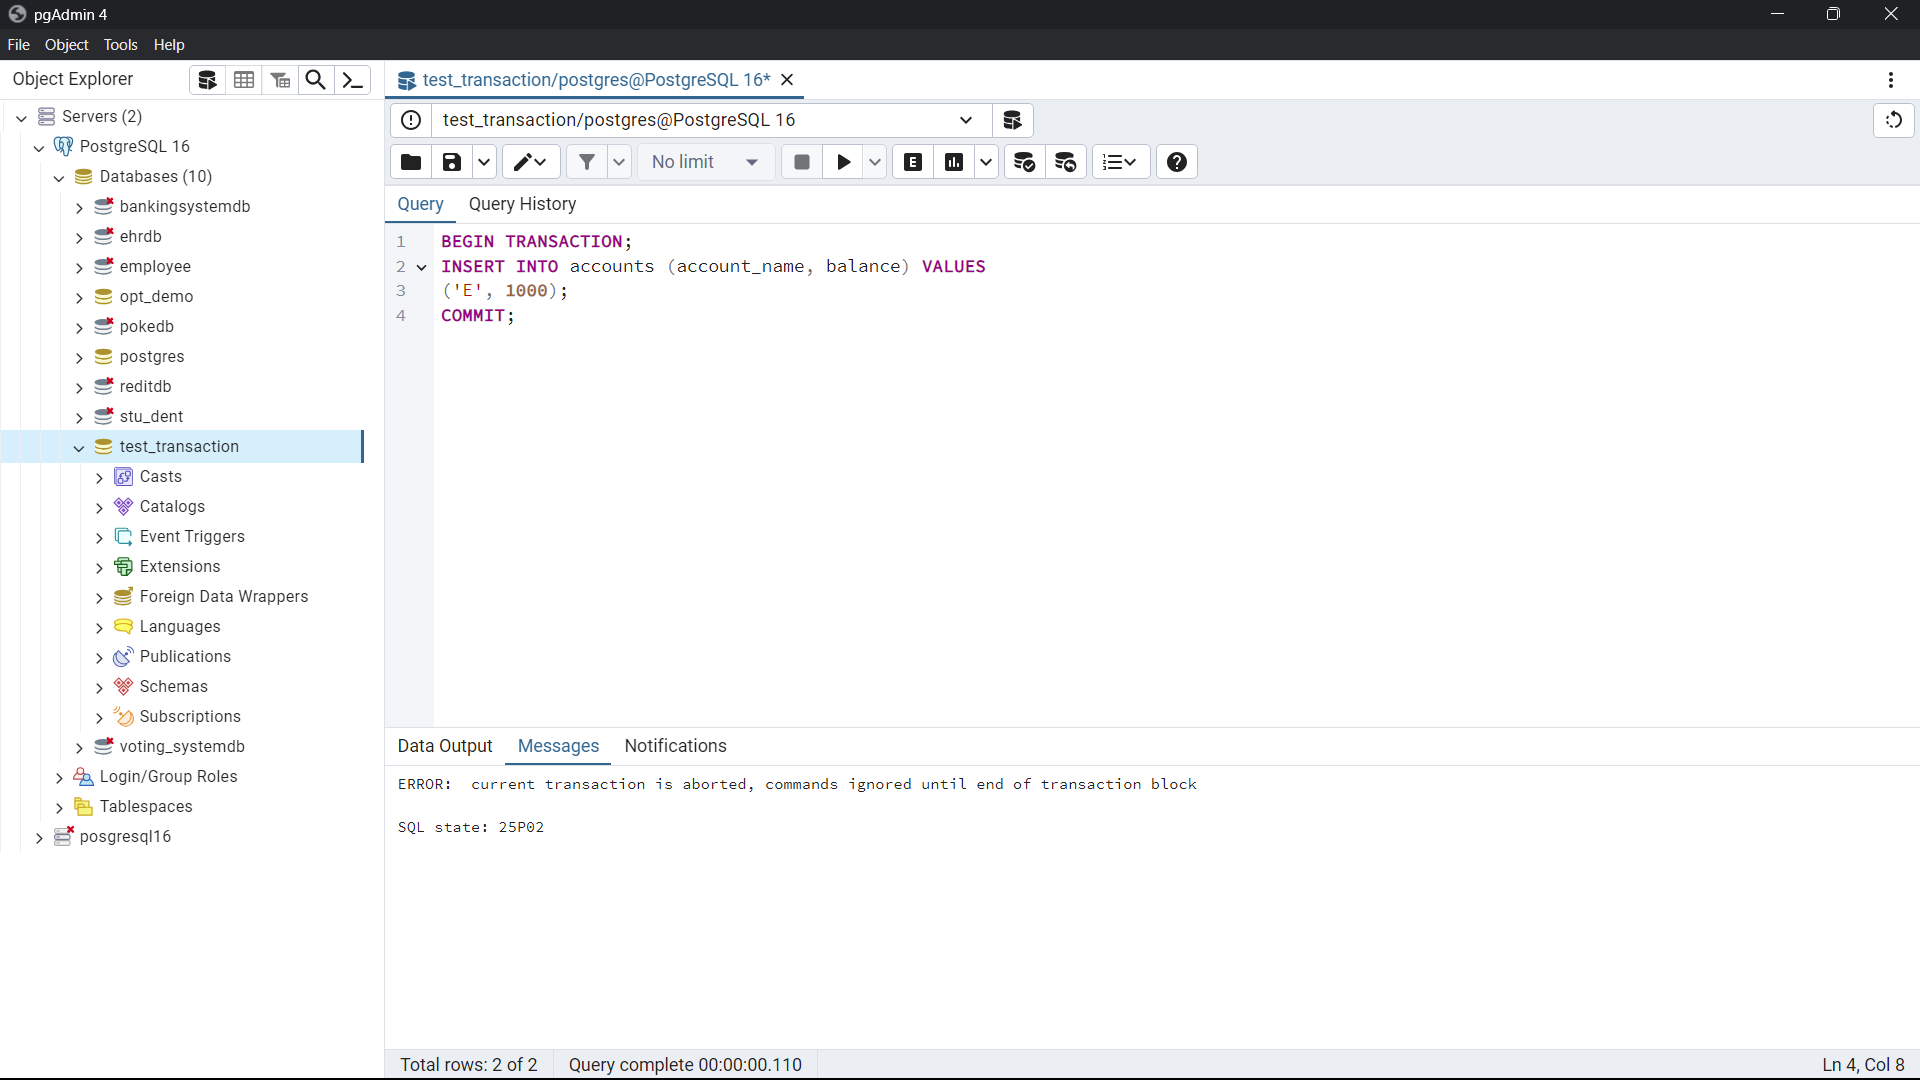 pgAdmin 4
File Object Tools Help
Object Explorer
test_transaction/postgres@PostgreSQL 16*
Servers (2)
PostgreSQL 16
Databases (10)
bankingsystemdb
ehrdb
employee
opt_demo
pokedb
postgres
reditdb
stu_dent
test_transaction
Casts
Catalogs
Event Triggers
Extensions
Foreign Data Wrappers
Languages
Publications
Schemas
Subscriptions
voting_systemdb
Login/Group Roles
Tablespaces
posgresql16
test_transaction/postgres@PostgreSQL 16
No limit
E
Query Query History
1 BEGIN TRANSACTION;
2 INSERT INTO accounts (account_name, balance) VALUES
3 ('E', 1000);
4 COMMIT;
Data Output Messages Notifications
ERROR:  current transaction is aborted, commands ignored until end of transaction block
SQL state: 25P02
Total rows: 2 of 2 Query complete 00:00:00.110 Ln 4, Col 8